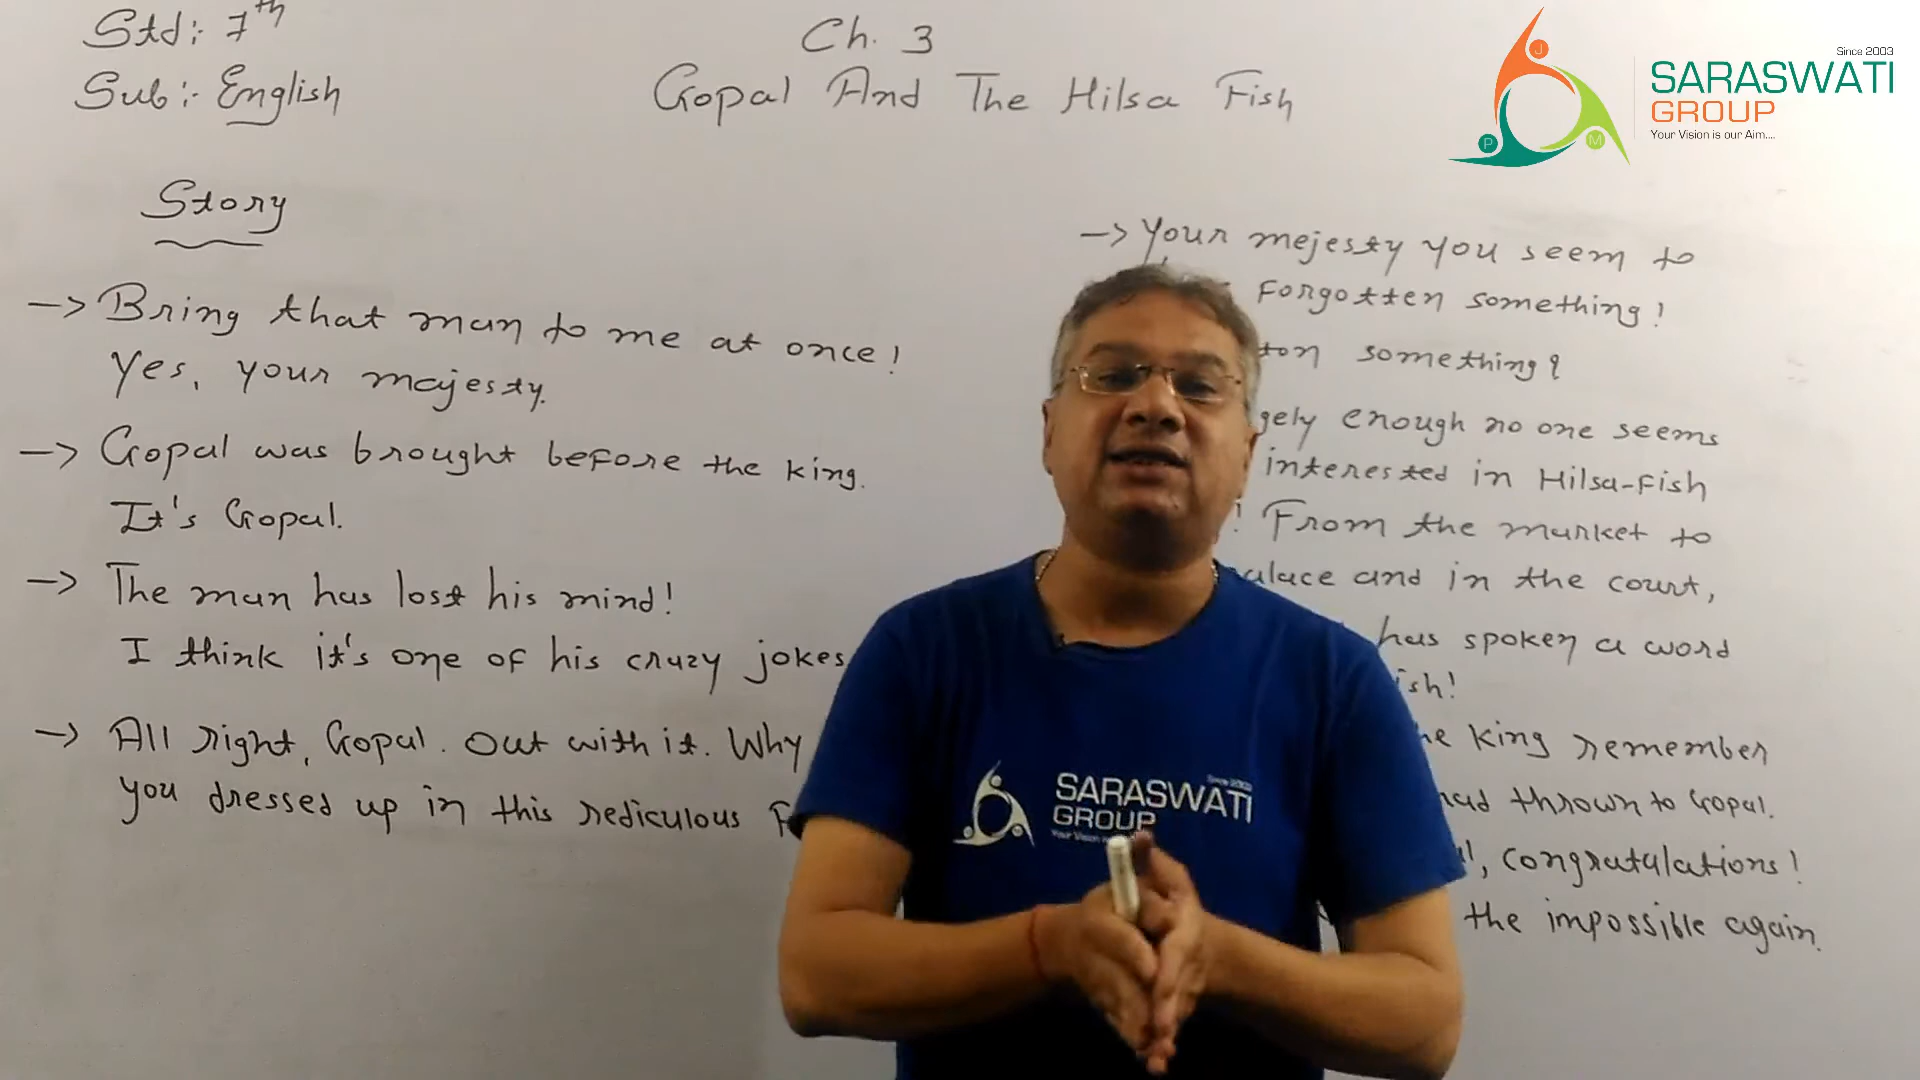 Std:- 7th
Sub:- English
Ch. 3
Gopal And The Hilsa Fish
Since 2003
SARASWATI
GROUP
Your Vision is our Aim....
J
P
M
Story
-> Bring that man to me at once!
Yes, your majesty.
-> Gopal was brought before the king.
It's Gopal.
-> The man has lost his mind!
I think it's one of his crazy jokes
-> All right, Gopal. Out with it. Why
you dressed up in this rediculous
-> Your mejesty you seem to
forgotten something!
something?
enough no one seems
interested in Hilsa-fish
! From the market to
and in the court,
has spoken a word
king remember
thrown to Gopal.
, congratulations!
the impossible again.
Since 2003
SARASWATI
GROUP